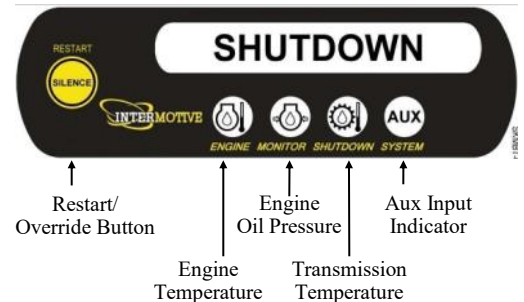 RESTART
SHUTDOWN
SILENCE
INTERMOTIVE
AUX
ENGINE MONITOR SHUTDOWN SYSTEM
Restart/
Override Button
Engine
Oil Pressure
Aux Input
Indicator
Engine
Temperature
Transmission
Temperature